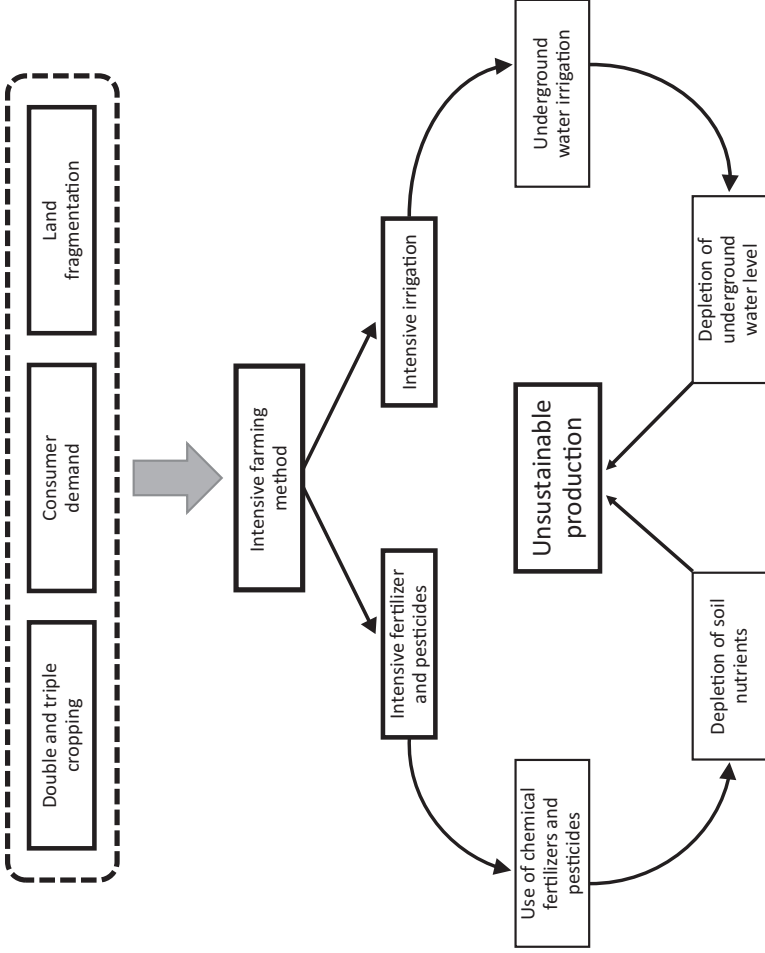 Double and triple
cropping
Consumer
demand
Land
fragmentation
Intensive farming
method
Intensive fertilizer
and pesticides
Intensive irrigation
Use of chemical
fertilizers and
pesticides
Unsustainable
production
Underground
water irrigation
Depletion of soil
nutrients
Depletion of
underground
water level